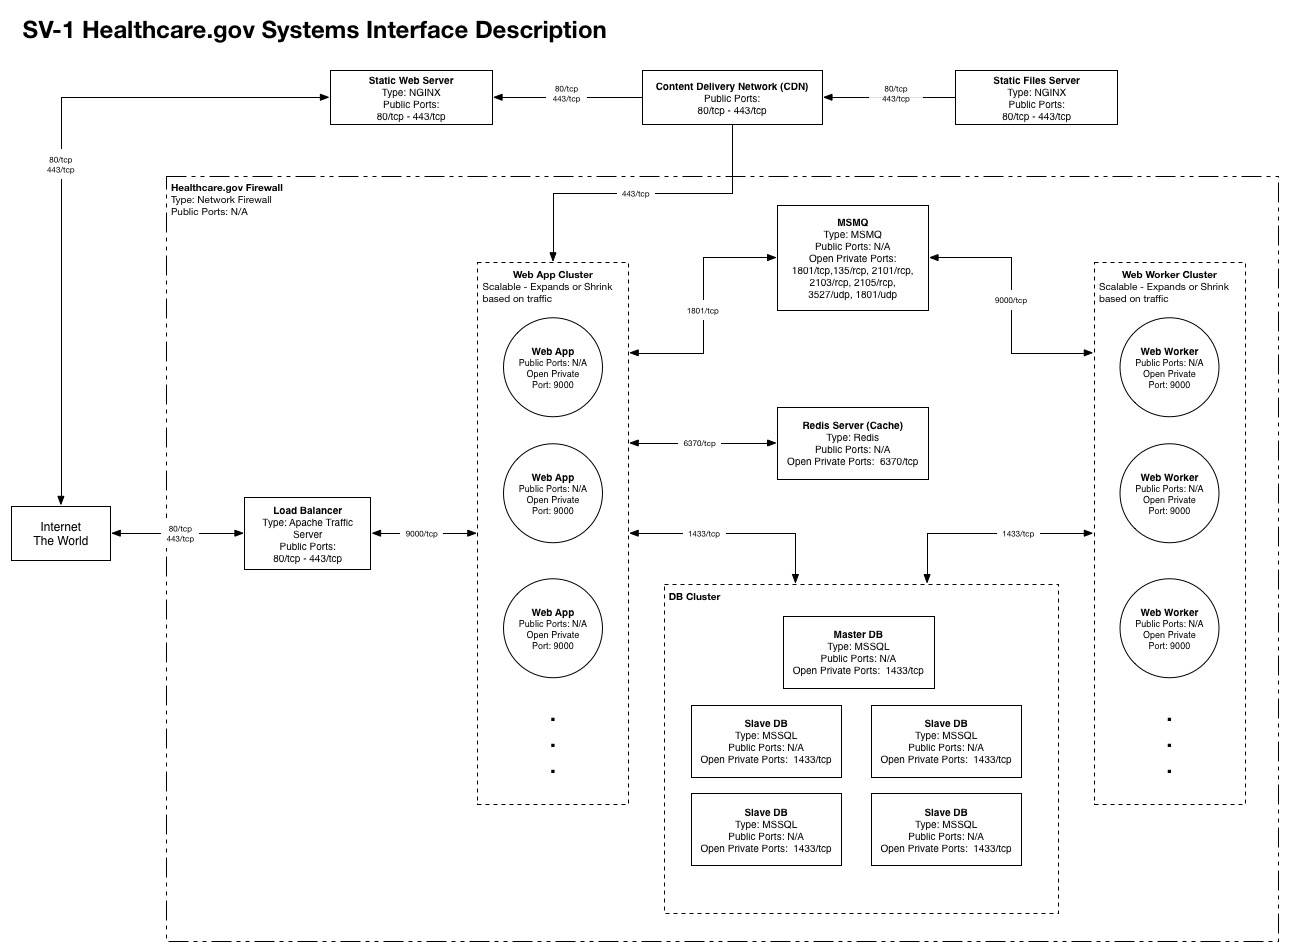 SV-1 Healthcare.gov Systems Interface Description
Static Web Server
Type: NGINX
Public Ports:
80/tcp - 443/tcp
80/tcp
443/tcp
Content Delivery Network (CDN)
Public Ports:
80/tcp - 443/tcp
80/tcp
443/tcp
Static Files Server
Type: NGINX
Public Ports:
80/tcp - 443/tcp
80/tcp
443/tcp
Healthcare.gov Firewall
Type: Network Firewall
Public Ports: N/A
443/tcp
MSMQ
Type: MSMQ
Public Ports: N/A
Open Private Ports:
1801/tcp,135/rcp, 2101/rcp,
2103/rcp, 2105/rcp,
3527/udp, 1801/udp
1801/tcp
9000/tcp
Web App Cluster
Scalable - Expands or Shrink
based on traffic
Web App
Public Ports: N/A
Open Private
Port: 9000
Web App
Public Ports: N/A
Open Private
Port: 9000
Web App
Public Ports: N/A
Open Private
Port: 9000
Web Worker Cluster
Scalable - Expands or Shrink
based on traffic
Web Worker
Public Ports: N/A
Open Private
Port: 9000
Web Worker
Public Ports: N/A
Open Private
Port: 9000
Web Worker
Public Ports: N/A
Open Private
Port: 9000
Redis Server (Cache)
Type: Redis
Public Ports: N/A
Open Private Ports: 6370/tcp
6370/tcp
Internet
The World
80/tcp
443/tcp
Load Balancer
Type: Apache Traffic
Server
Public Ports:
80/tcp - 443/tcp
9000/tcp
1433/tcp
1433/tcp
DB Cluster
Master DB
Type: MSSQL
Public Ports: N/A
Open Private Ports: 1433/tcp
Slave DB
Type: MSSQL
Public Ports: N/A
Open Private Ports: 1433/tcp
Slave DB
Type: MSSQL
Public Ports: N/A
Open Private Ports: 1433/tcp
Slave DB
Type: MSSQL
Public Ports: N/A
Open Private Ports: 1433/tcp
Slave DB
Type: MSSQL
Public Ports: N/A
Open Private Ports: 1433/tcp